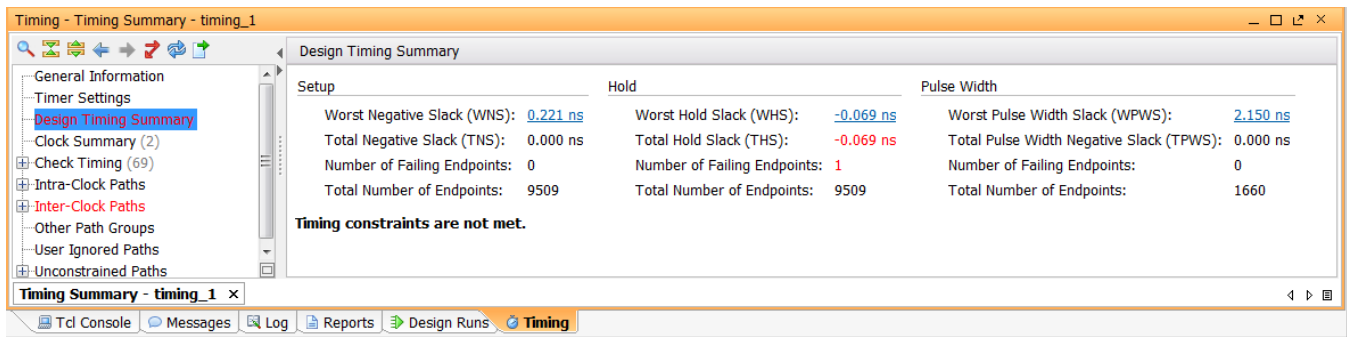 Timing - Timing Summary - timing_1
Design Timing Summary
General Information
Timer Settings
Design Timing Summary
Clock Summary (2)
Check Timing (69)
Intra-Clock Paths
Inter-Clock Paths
Other Path Groups
User Ignored Paths
Unconstrained Paths
Setup Hold Pulse Width
Worst Negative Slack (WNS): 0.221 ns Worst Hold Slack (WHS): -0.069 ns Worst Pulse Width Slack (WPWS): 2.150 ns
Total Negative Slack (TNS): 0.000 ns Total Hold Slack (THS): -0.069 ns Total Pulse Width Negative Slack (TPWS): 0.000 ns
Number of Failing Endpoints: 0 Number of Failing Endpoints: 1 Number of Failing Endpoints: 0
Total Number of Endpoints: 9509 Total Number of Endpoints: 9509 Total Number of Endpoints: 1660
Timing constraints are not met.
Timing Summary - timing_1
Tcl Console Messages Log Reports Design Runs Timing